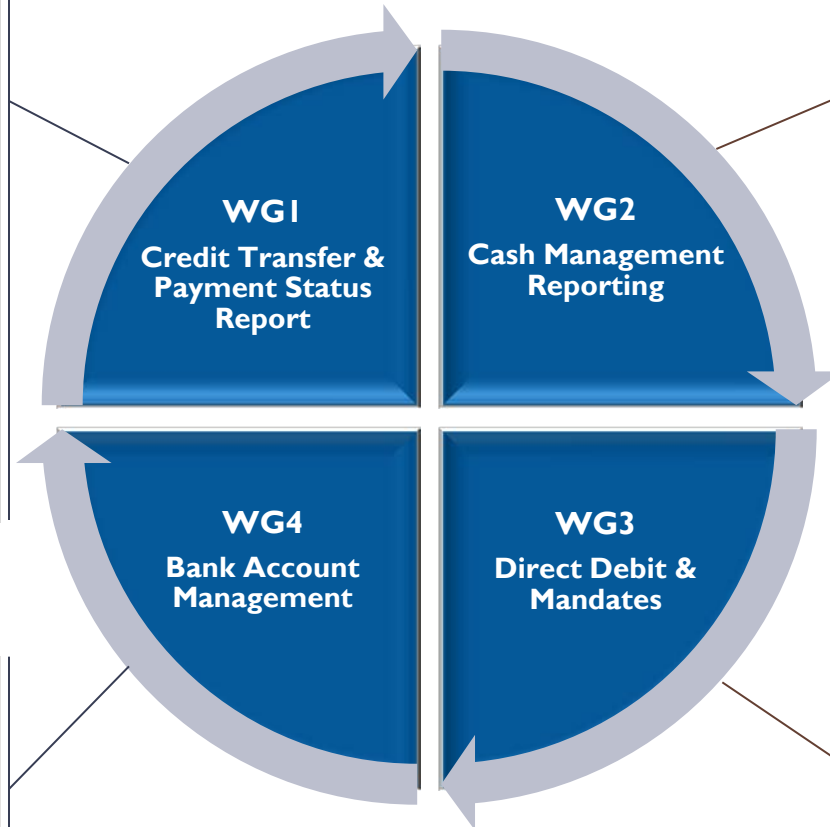 WG1
Credit Transfer &
Payment Status
Report
WG2
Cash Management
Reporting
WG4
Bank Account
Management
WG3
Direct Debit &
Mandates